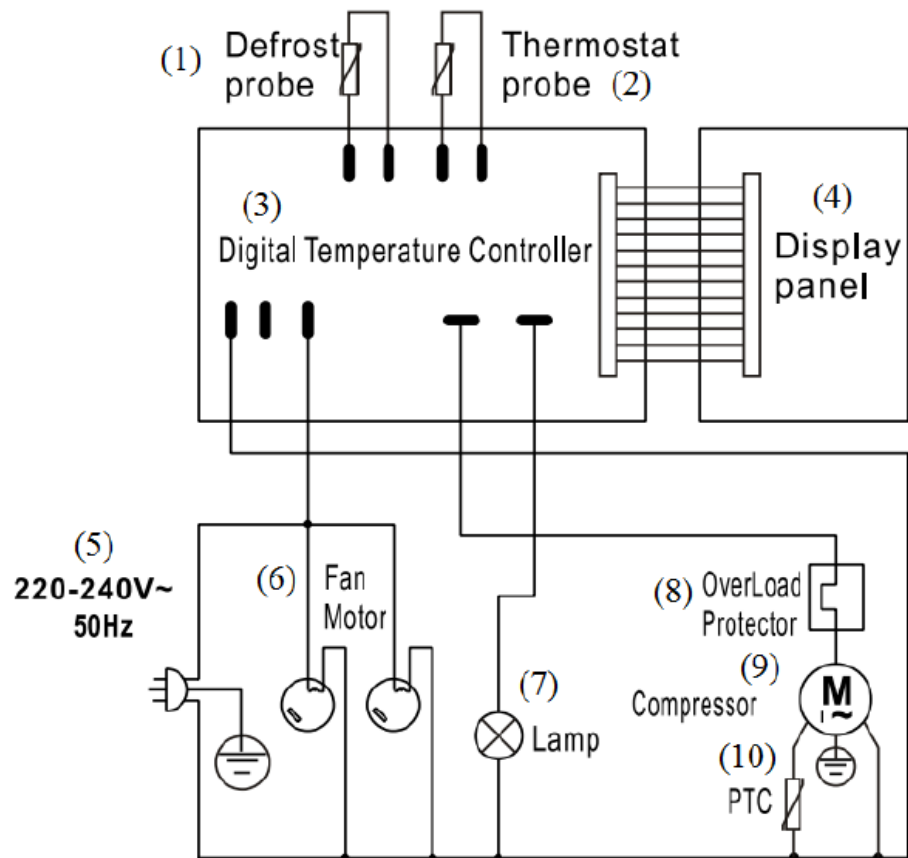 (1) Defrost
probe
Thermostat
probe (2)
(3)
Digital Temperature Controller
(4)
Display
panel
(5)
220-240V~
50Hz
(6) Fan
Motor
(7)
Lamp
(8) OverLoad
Protector
(9)
Compressor
M
~
(10)
PTC